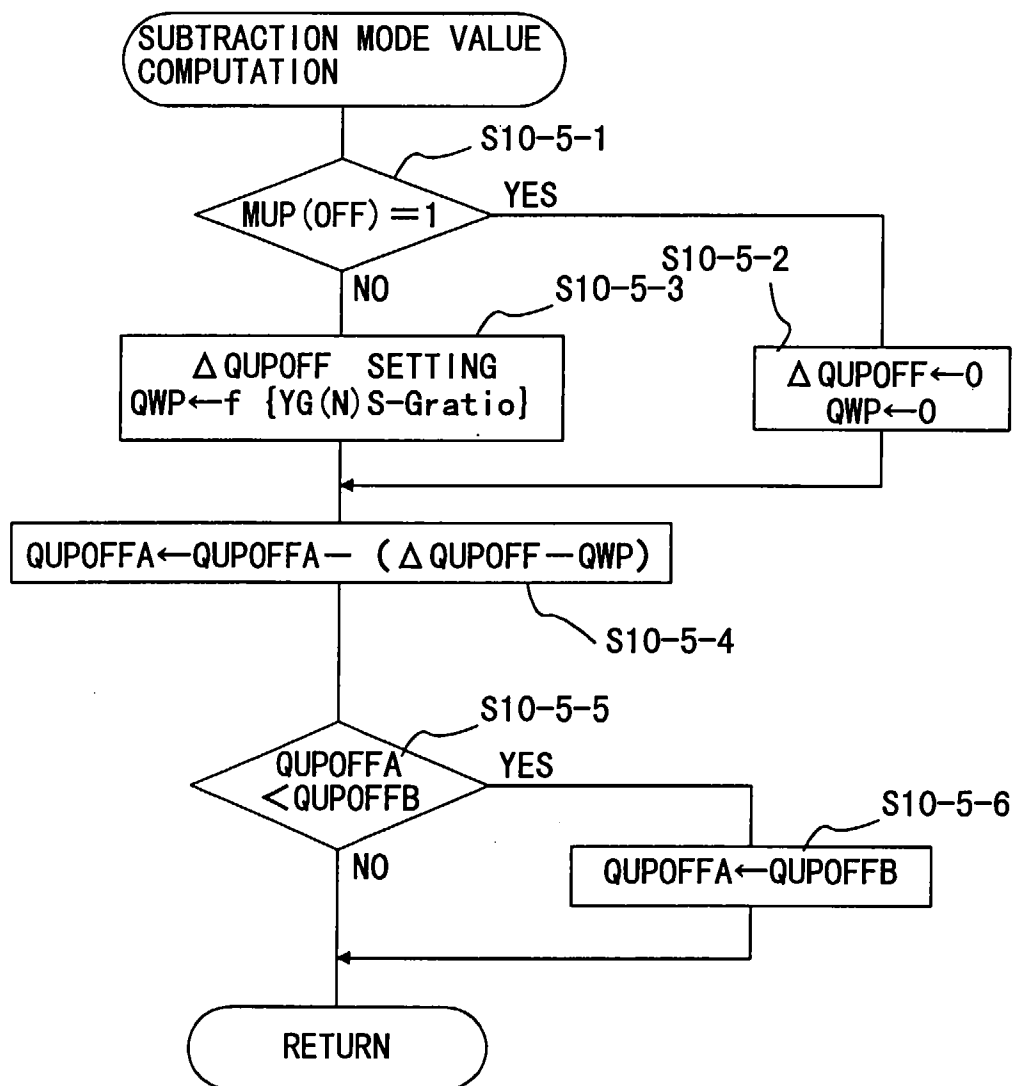 SUBTRACTION MODE VALUE
COMPUTATION
S10-5-1
MUP(OFF)=1
YES
NO
S10-5-2
S10-5-3
ΔQUPOFF SETTING
QWP←f {YG(N)S-Gratio}
ΔQUPOFF←0
QWP←0
QUPOFFA←QUPOFFA-(ΔQUPOFF-QWP)
S10-5-4
S10-5-5
QUPOFFA
<QUPOFFB
YES
NO
S10-5-6
QUPOFFA←QUPOFFB
RETURN